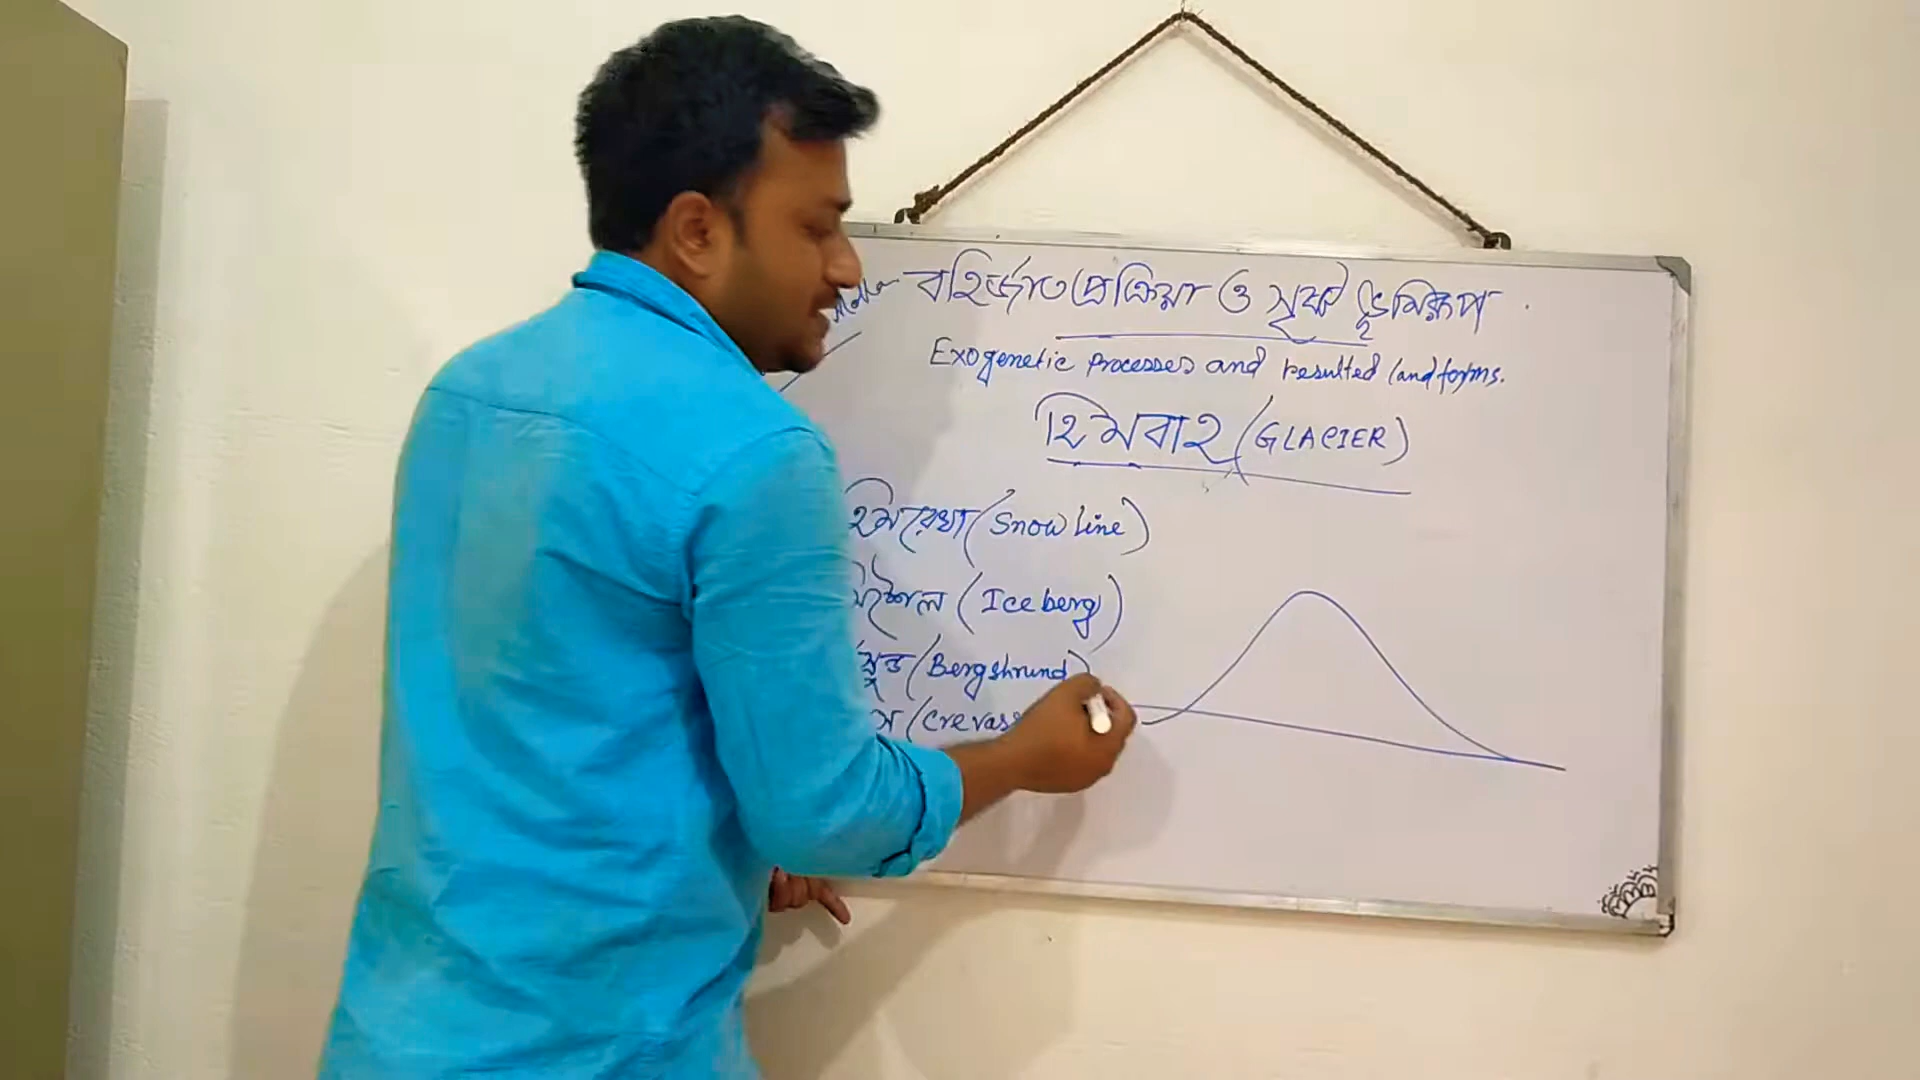 বহির্জাত প্রক্রিয়া ও সৃষ্ট ভূমিরূপ
Exogenetic processes and resulted landforms.
হিমবাহ (GLACIER)
হিমরেখা (Snow line)
(Ice berg)
(Bergshrund)
(Crevass